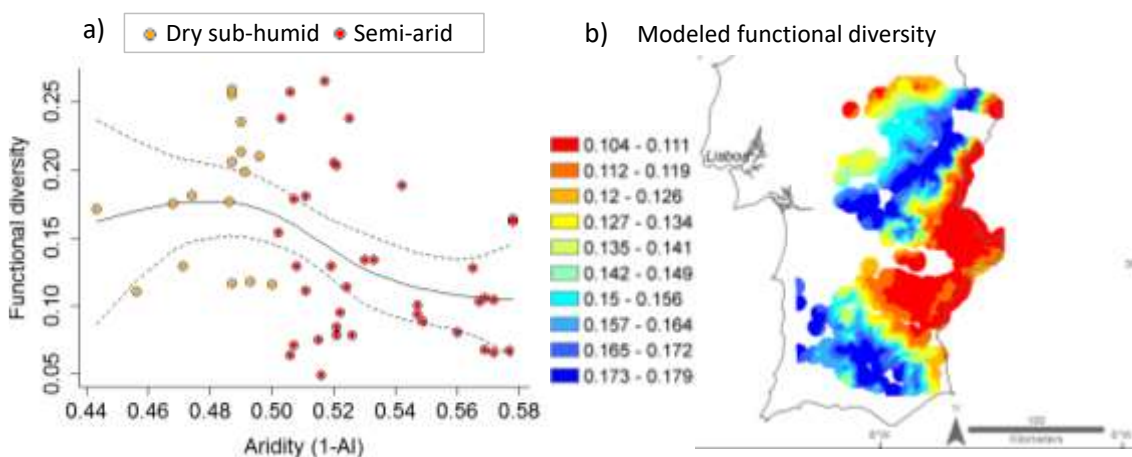 a)
Dry sub-humid Semi-arid
Functional diversity
0.25
0.20
0.15
0.10
0.05
0.44 0.46 0.48 0.50 0.52 0.54 0.56 0.58
Aridity (1-AI)
b) Modeled functional diversity
Lisboa
0.104 - 0.111
0.112 - 0.119
0.12 - 0.126
0.127 - 0.134
0.135 - 0.141
0.142 - 0.149
0.15 - 0.156
0.157 - 0.164
0.165 - 0.172
0.173 - 0.179
100
Kilometers